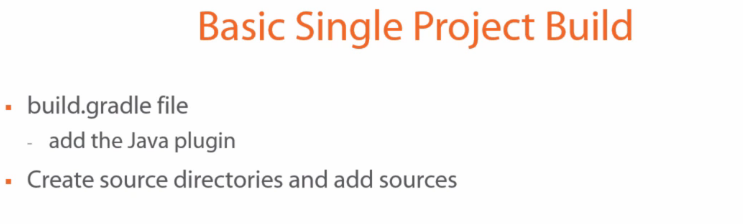 Basic Single Project Build
▪ build.gradle file
- add the Java plugin
▪ Create source directories and add sources